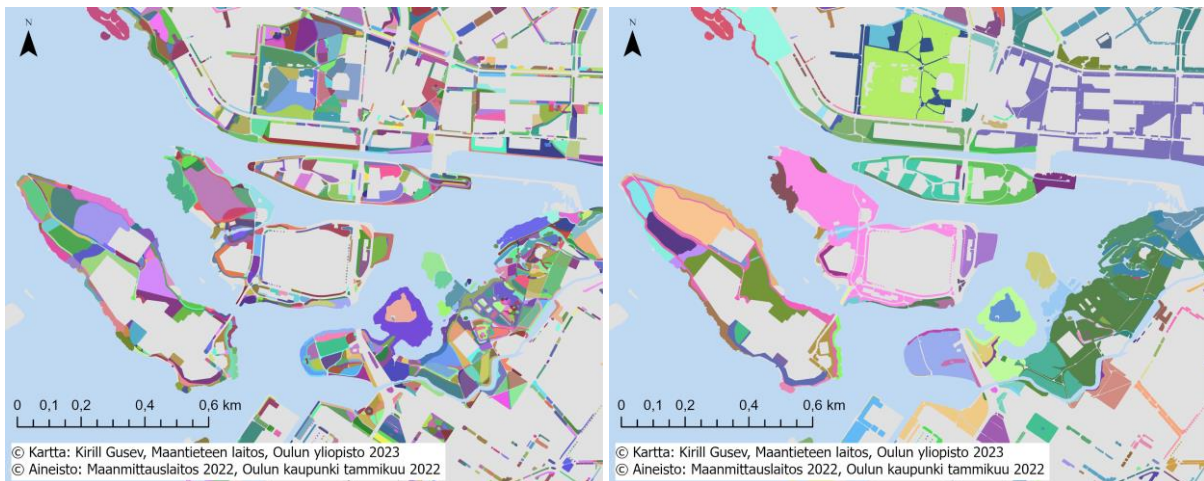 N
0 0,1 0,2 0,4 0,6 km
© Kartta: Kirill Gusev, Maantieteen laitos, Oulun yliopisto 2023
© Aineisto: Maanmittauslaitos 2022, Oulun kaupunki tammikuu 2022
N
0 0,1 0,2 0,4 0,6 km
© Kartta: Kirill Gusev, Maantieteen laitos, Oulun yliopisto 2023
© Aineisto: Maanmittauslaitos 2022, Oulun kaupunki tammikuu 2022